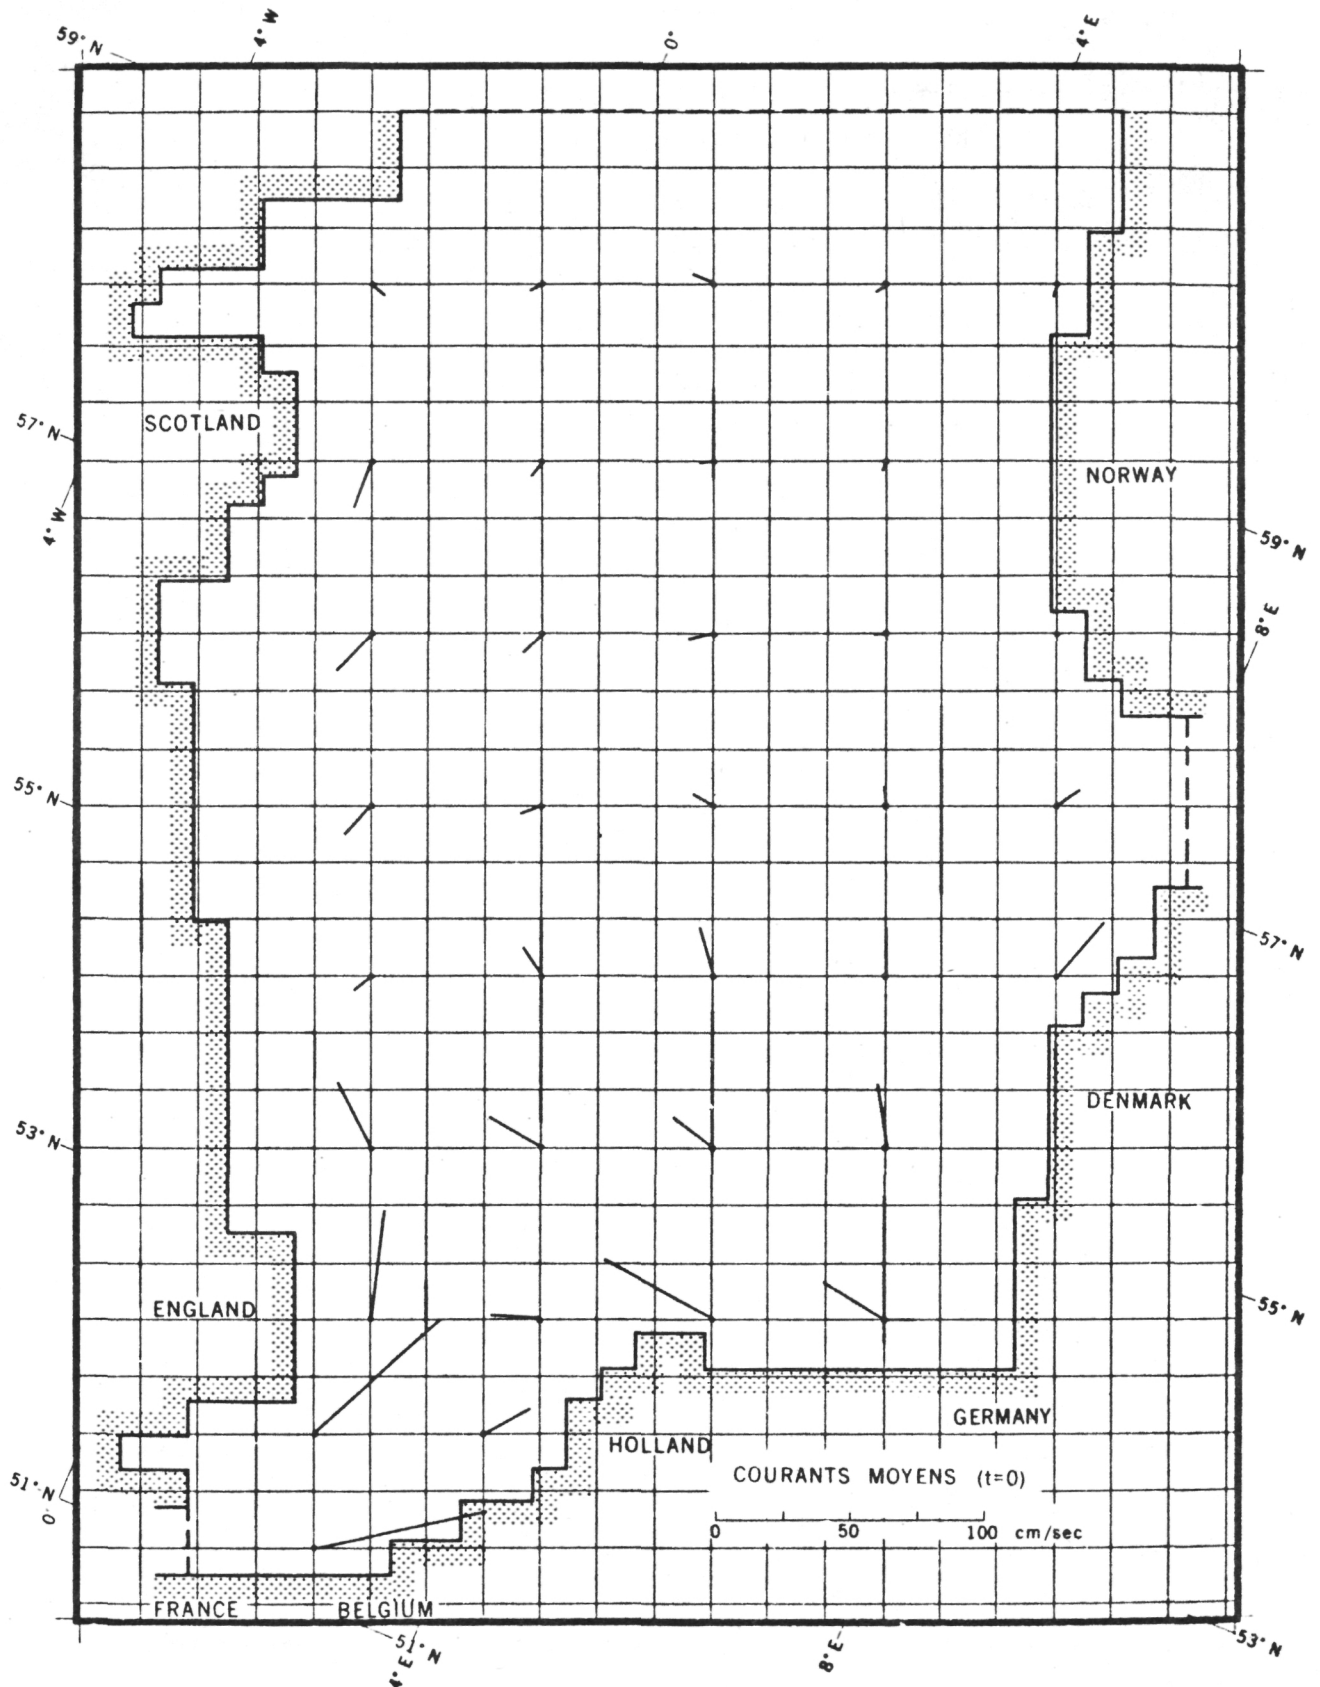 59° N
4° W
0°
4° E
SCOTLAND
57° N
NORWAY
4° W
59° N
8° E
55° N
57° N
DENMARK
53° N
ENGLAND
55° N
GERMANY
HOLLAND
COURANTS MOYENS (t=0)
51° N
0°
0 50 100 cm/sec
FRANCE BELGIUM
51° N
4° E
8° E
53° N